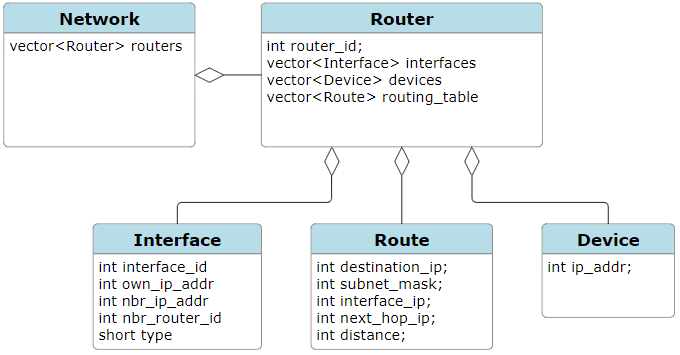 Network
vector<Router> routers
Router
int router_id;
vector<Interface> interfaces
vector<Device> devices
vector<Route> routing_table
Interface
int interface_id
int own_ip_addr
int nbr_ip_addr
int nbr_router_id
short type
Route
int destination_ip;
int subnet_mask;
int interface_ip;
int next_hop_ip;
int distance;
Device
int ip_addr;